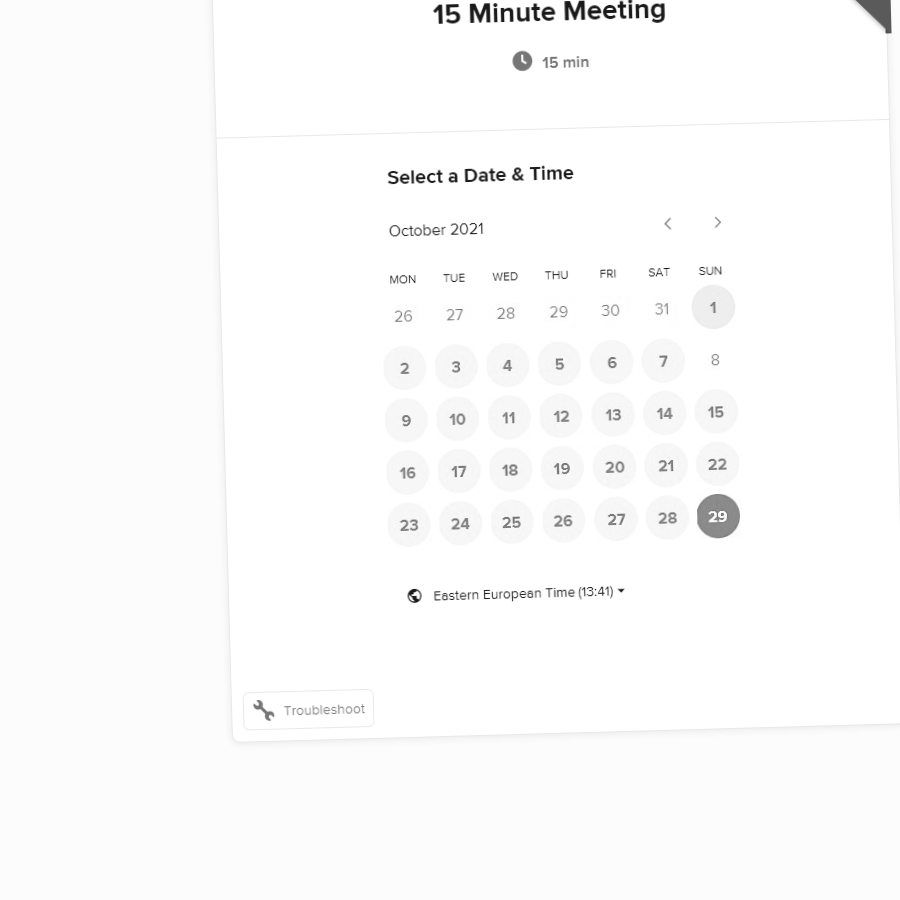 15 Minute Meeting
15 min
Select a Date & Time
October 2021
MON TUE WED THU FRI SAT SUN
26 27 28 29 30 31 1
2 3 4 5 6 7 8
9 10 11 12 13 14 15
16 17 18 19 20 21 22
23 24 25 26 27 28 29
Eastern European Time (13:41)
Troubleshoot